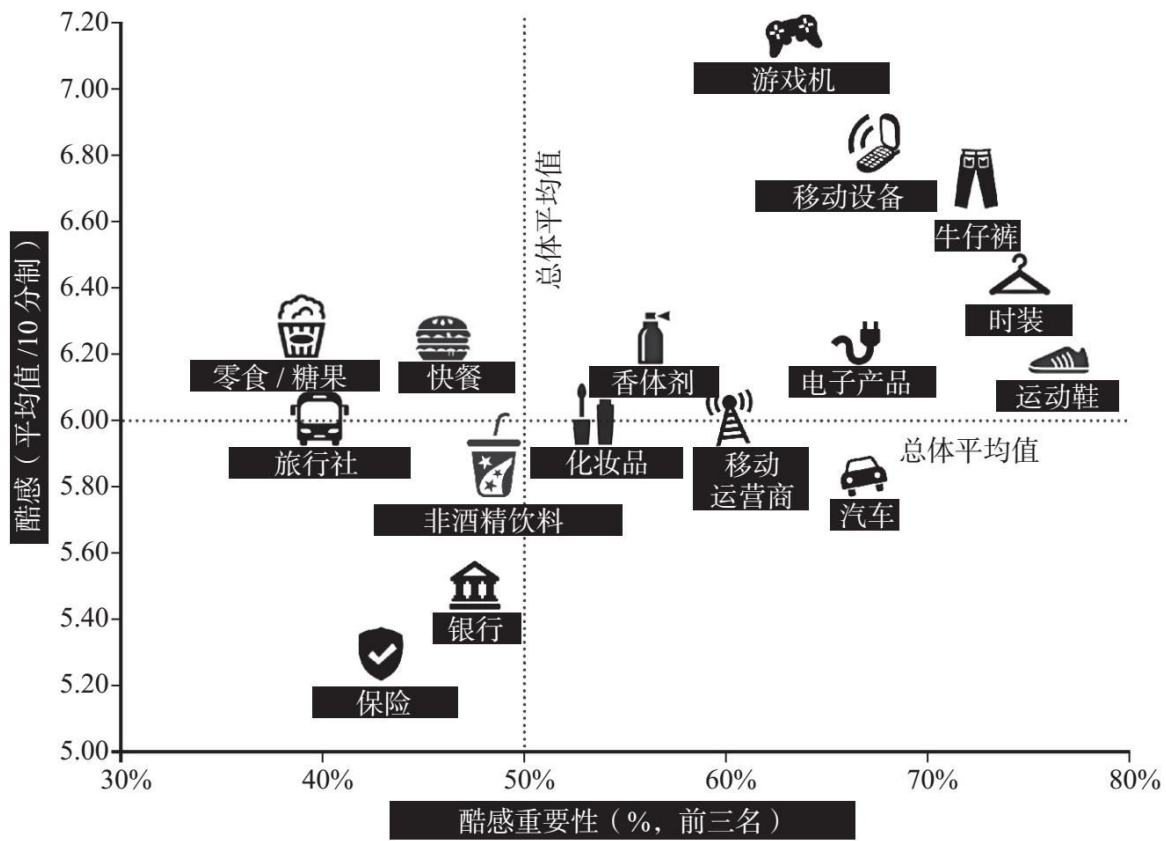 7.20
7.00
6.80
6.60
6.40
6.20
6.00
5.80
5.60
5.40
5.20
5.00
酷感（平均值/10分制）
游戏机
移动设备
牛仔裤
总体平均值
时装
零食/糖果
快餐
香体剂
电子产品
运动鞋
旅行社
化妆品
移动
运营商
总体平均值
非酒精饮料
汽车
银行
保险
30%
40%
50%
60%
70%
80%
酷感重要性（%，前三名）